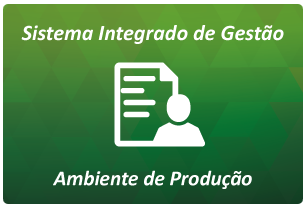 Sistema Integrado de Gestão
Ambiente de Produção